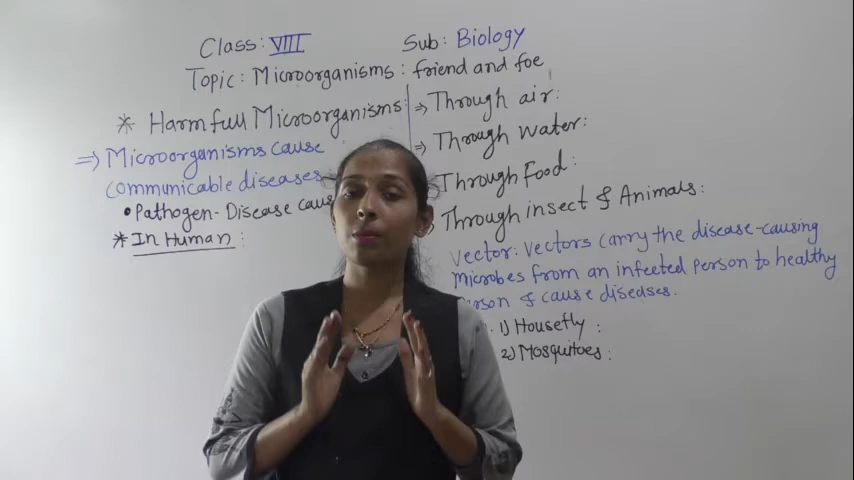 Class: VIII Sub: Biology
Topic: Microorganisms: friend and foe
* Harmfull Microorganisms:
⇒ Microorganisms cause
communicable diseases
• Pathogen- Disease caus
* In Human :
⇒ Through air:
⇒ Through water:
Through Food:
Through insect & Animals:
Vector: Vectors carry the disease-causing
microbes from an infected person to healthy
person & cause diseases.
1) Housefly :
2) Mosquitoes :